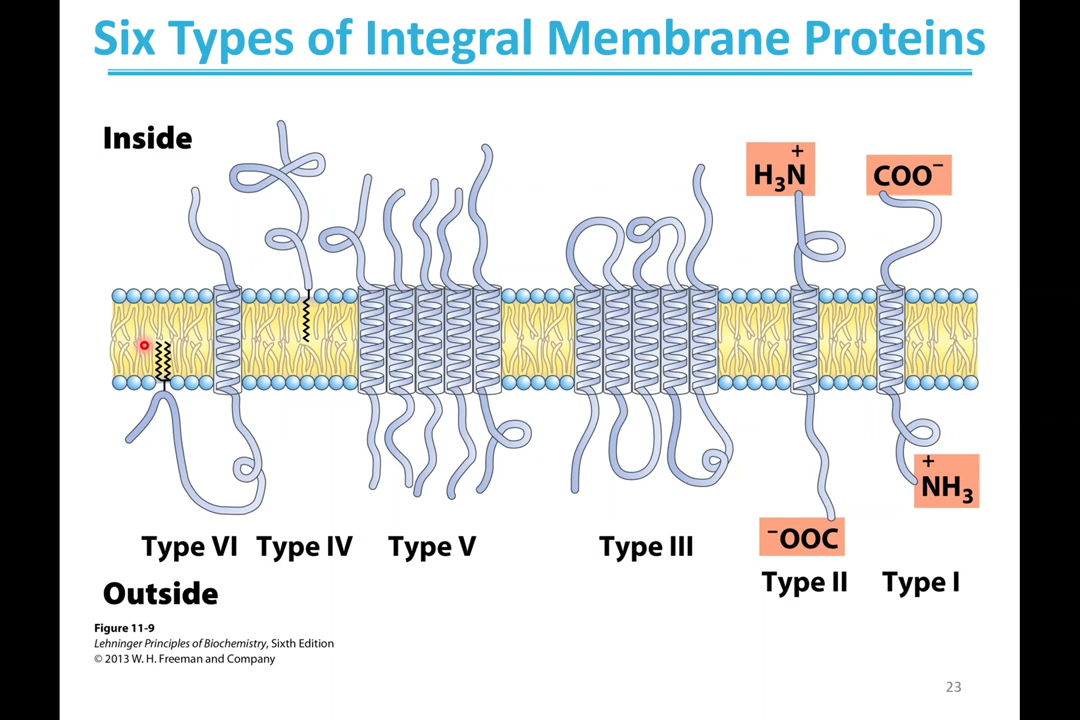 Six Types of Integral Membrane Proteins
Inside
H₃N⁺
COO⁻
⁺NH₃
⁻OOC
Type VI
Type IV
Type V
Type III
Type II
Type I
Outside
Figure 11-9
Lehninger Principles of Biochemistry, Sixth Edition
© 2013 W. H. Freeman and Company
23